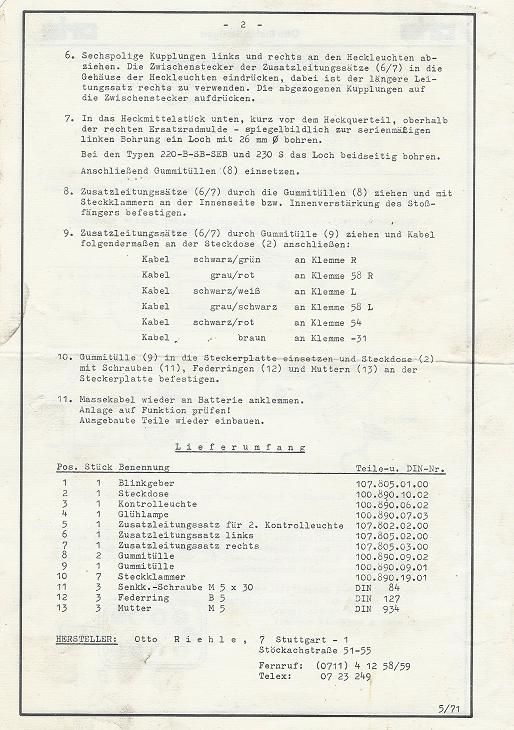 - 2 -
6. Sechspolige Kupplungen links und rechts an den Heckleuchten ab-
ziehen. Die Zwischenstecker der Zusatzleitungssätze (6/7) in die
Gehäuse der Heckleuchten eindrücken, dabei ist der längere Lei-
tungssatz rechts zu verwenden. Die abgezogenen Kupplungen auf
die Zwischenstecker aufdrücken.
7. In das Heckmittelstück unten, kurz vor dem Heckquerteil, oberhalb
der rechten Ersatzradmulde - spiegelbildlich zur serienmäßigen
linken Bohrung ein Loch mit 26 mm Ø bohren.
Bei den Typen 220-B-SB-SEB und 230 S das Loch beidseitig bohren.
Anschließend Gummitüllen (8) einsetzen.
8. Zusatzleitungssätze (6/7) durch die Gummitüllen (8) ziehen und mit
Steckklammern an der Innenseite bzw. Innenverstärkung des Stoß-
fängers befestigen.
9. Zusatzleitungssätze (6/7) durch Gummitülle (9) ziehen und Kabel
folgendermaßen an der Steckdose (2) anschließen:
Kabel schwarz/grün an Klemme R
Kabel grau/rot an Klemme 58 R
Kabel schwarz/weiß an Klemme L
Kabel grau/schwarz an Klemme 58 L
Kabel schwarz/rot an Klemme 54
Kabel braun an Klemme -31
10. Gummitülle (9) in die Steckerplatte einsetzen und Steckdose (2)
mit Schrauben (11), Federringen (12) und Muttern (13) an der
Steckerplatte befestigen.
11. Massekabel wieder an Batterie anklemmen.
Anlage auf Funktion prüfen!
Ausgebaute Teile wieder einbauen.
L i e f e r u m f a n g
Pos. Stück Benennung Teile-u. DIN-Nr.
1 1 Blinkgeber 107.805.01.00
2 1 Steckdose 100.890.10.02
3 1 Kontrolleuchte 100.890.06.02
4 1 Glühlampe 100.890.07.03
5 1 Zusatzleitungssatz für 2. Kontrolleuchte 107.802.02.00
6 1 Zusatzleitungssatz links 107.805.02.00
7 1 Zusatzleitungssatz rechts 107.805.03.00
8 2 Gummitülle 100.890.09.02
9 1 Gummitülle 100.890.09.01
10 7 Steckklammer 100.890.19.01
11 3 Senkk.-Schraube M 5 x 30 DIN 84
12 3 Federring B 5 DIN 127
13 3 Mutter M 5 DIN 934
HERSTELLER: Otto R i e h l e , 7 Stuttgart - 1
Stöckachstraße 51-55
Fernruf: (0711) 4 12 58/59
Telex: 07 23 249
5/71